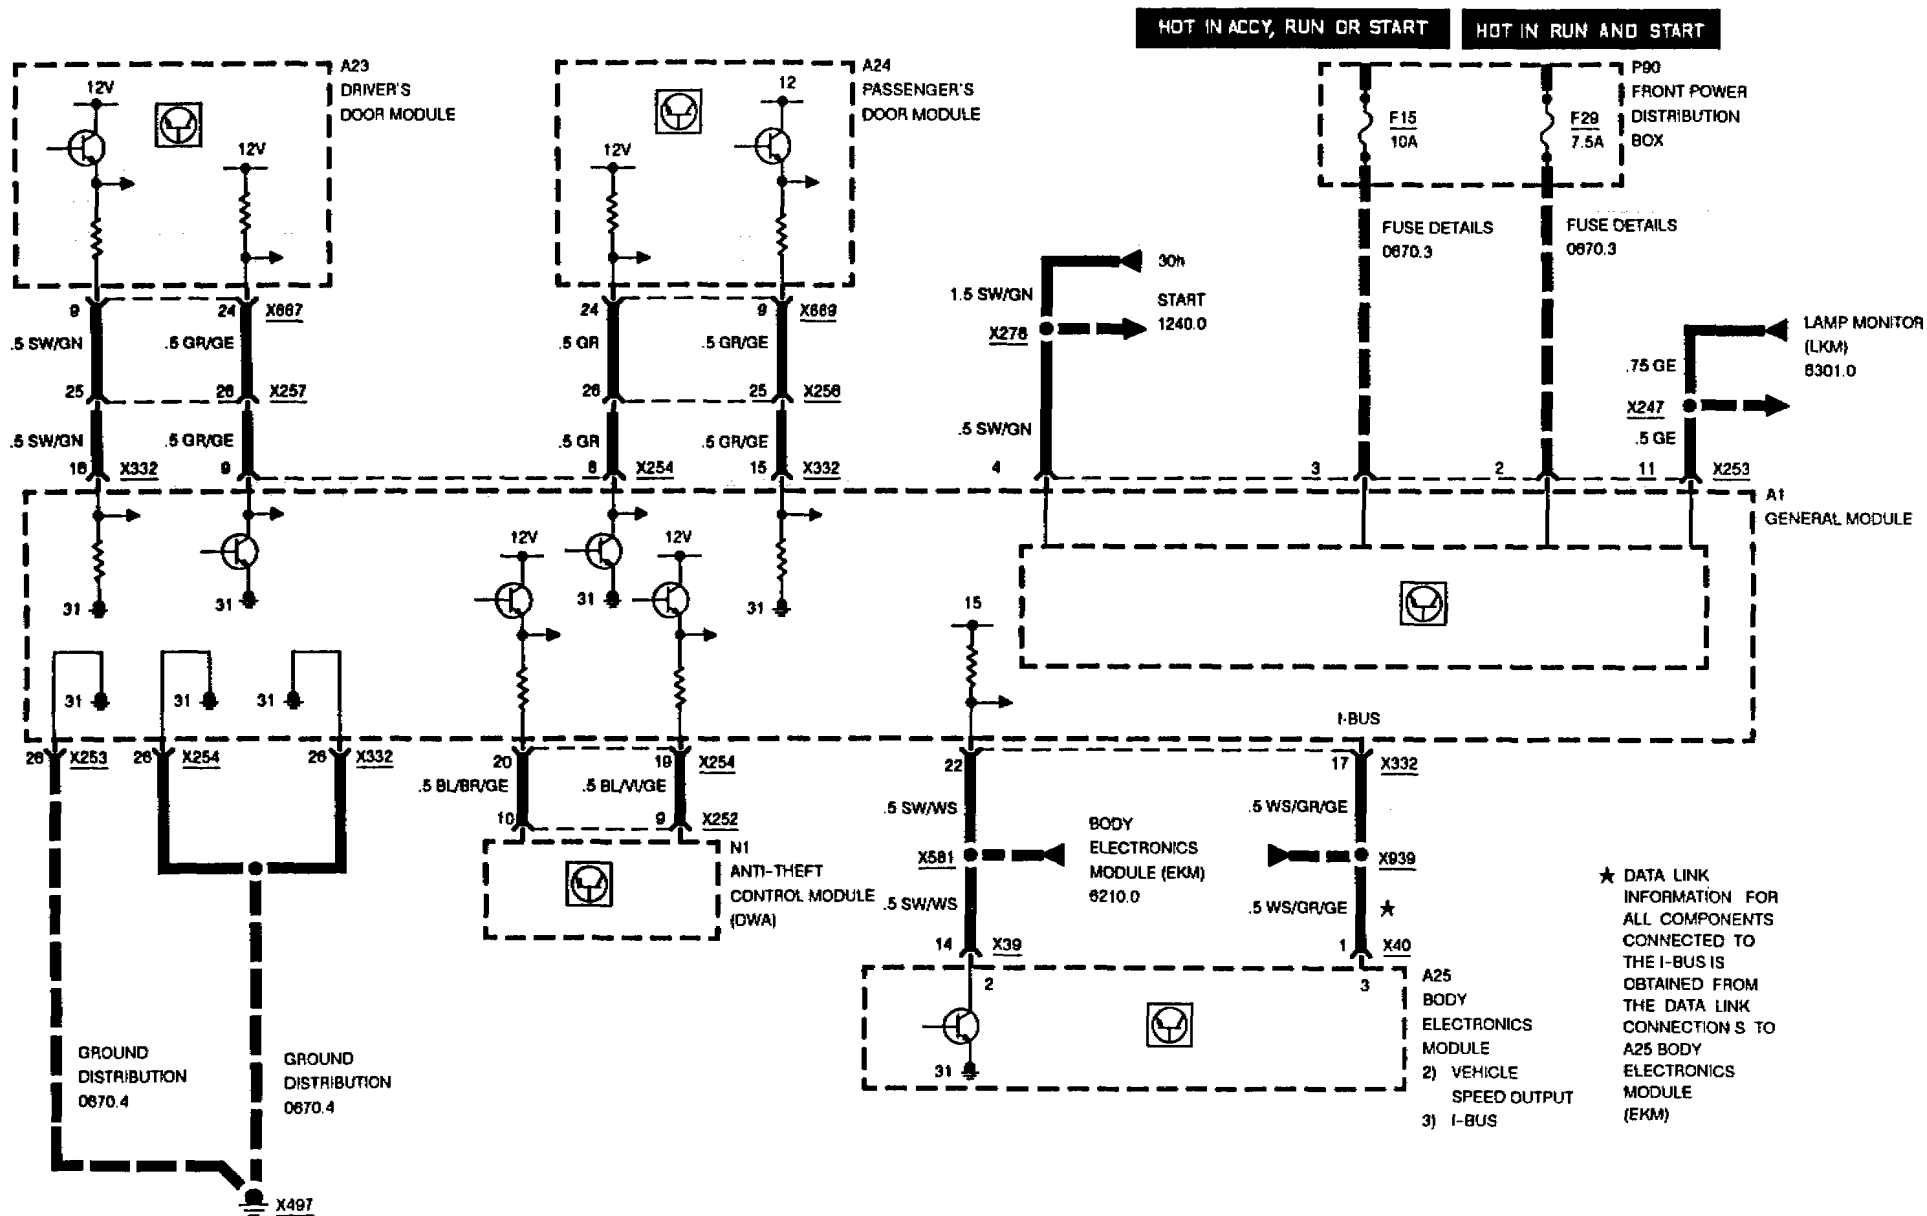 HOT IN ACCY, RUN OR START
HOT IN RUN AND START
A23
DRIVER'S
DOOR MODULE
12V
12V
A24
PASSENGER'S
DOOR MODULE
12V
12
P90
FRONT POWER
DISTRIBUTION
BOX
F15
10A
F29
7.5A
FUSE DETAILS
0670.3
FUSE DETAILS
0670.3
30h
1.5 SW/GN
START
1240.0
X276
.5 SW/GN
LAMP MONITOR
(LKM)
6301.0
.75 GE
X247
.5 GE
9
24
X667
.5 SW/GN
.5 GR/GE
25
26
X257
.5 SW/GN
.5 GR/GE
16
X332
9
24
9
X669
.5 GR
.5 GR/GE
26
25
X256
.5 GR
.5 GR/GE
8
X254
15
X332
4
3
2
11
X253
A1
GENERAL MODULE
31
31
12V
31
12V
31
15
31
31
31
I-BUS
26
X253
26
X254
26
X332
20
19
X254
.5 BL/BR/GE
.5 BL/VI/GE
10
9
X252
N1
ANTI-THEFT
CONTROL MODULE
(DWA)
22
17
X332
.5 SW/WS
.5 WS/GR/GE
X581
BODY
ELECTRONICS
MODULE (EKM)
6210.0
X939
.5 SW/WS
.5 WS/GR/GE
★
14
X39
1
X40
2
3
31
A25
BODY
ELECTRONICS
MODULE
2) VEHICLE
SPEED OUTPUT
3) I-BUS
★ DATA LINK
INFORMATION FOR
ALL COMPONENTS
CONNECTED TO
THE I-BUS IS
OBTAINED FROM
THE DATA LINK
CONNECTION S TO
A25 BODY
ELECTRONICS
MODULE
(EKM)
GROUND
DISTRIBUTION
0670.4
GROUND
DISTRIBUTION
0670.4
X497